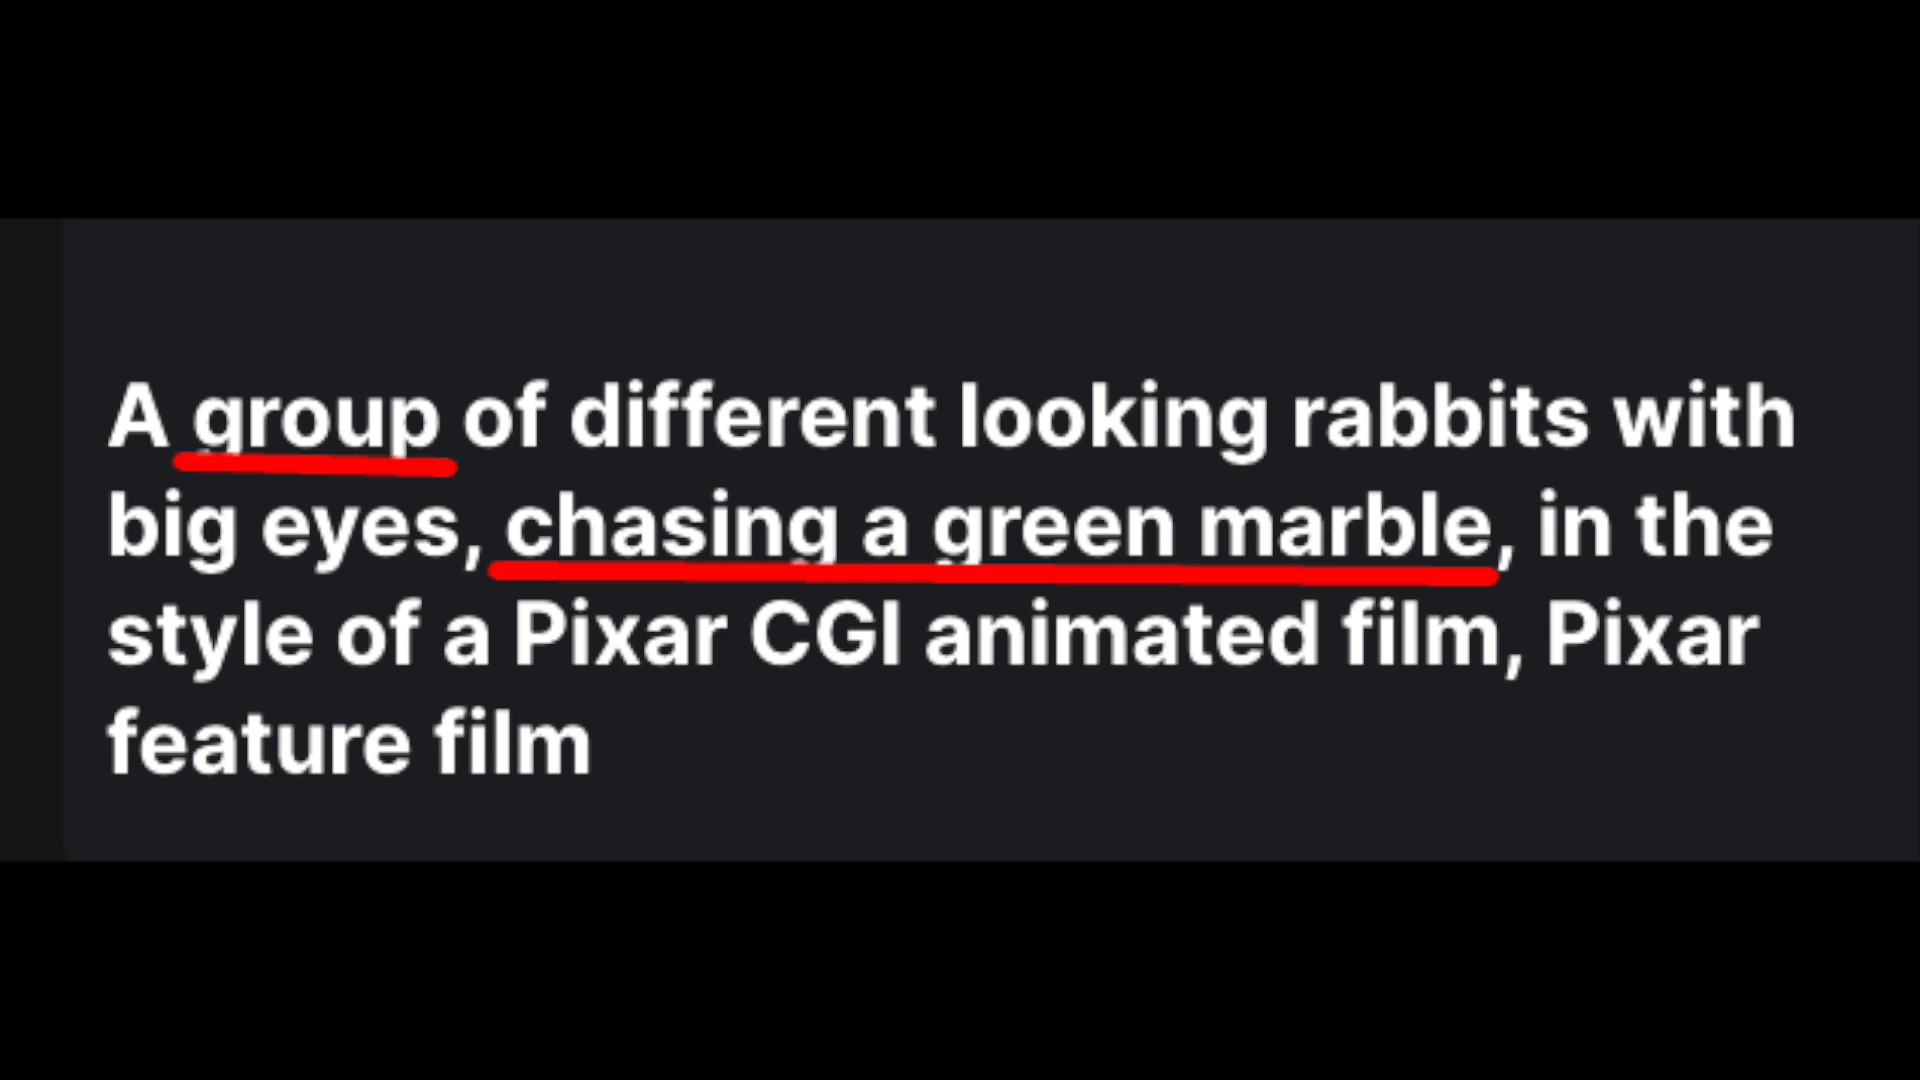 A group of different looking rabbits with
big eyes, chasing a green marble, in the
style of a Pixar CGI animated film, Pixar
feature film